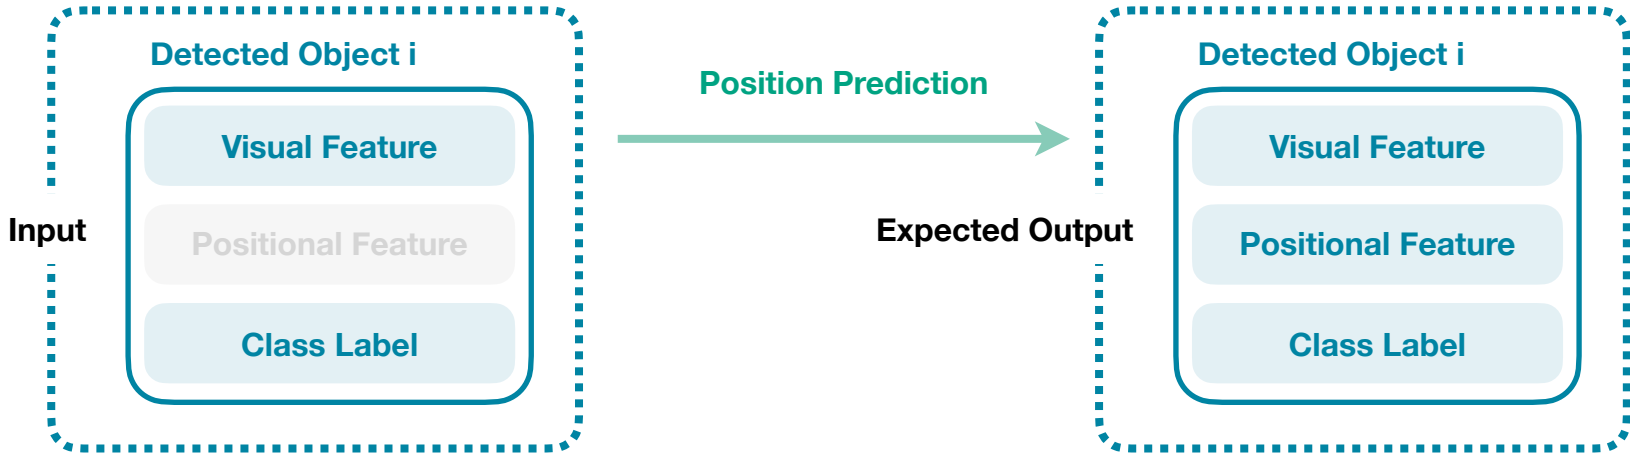 Detected Object i
Visual Feature
Input
Positional Feature
Class Label
Position Prediction
Detected Object i
Visual Feature
Expected Output
Positional Feature
Class Label